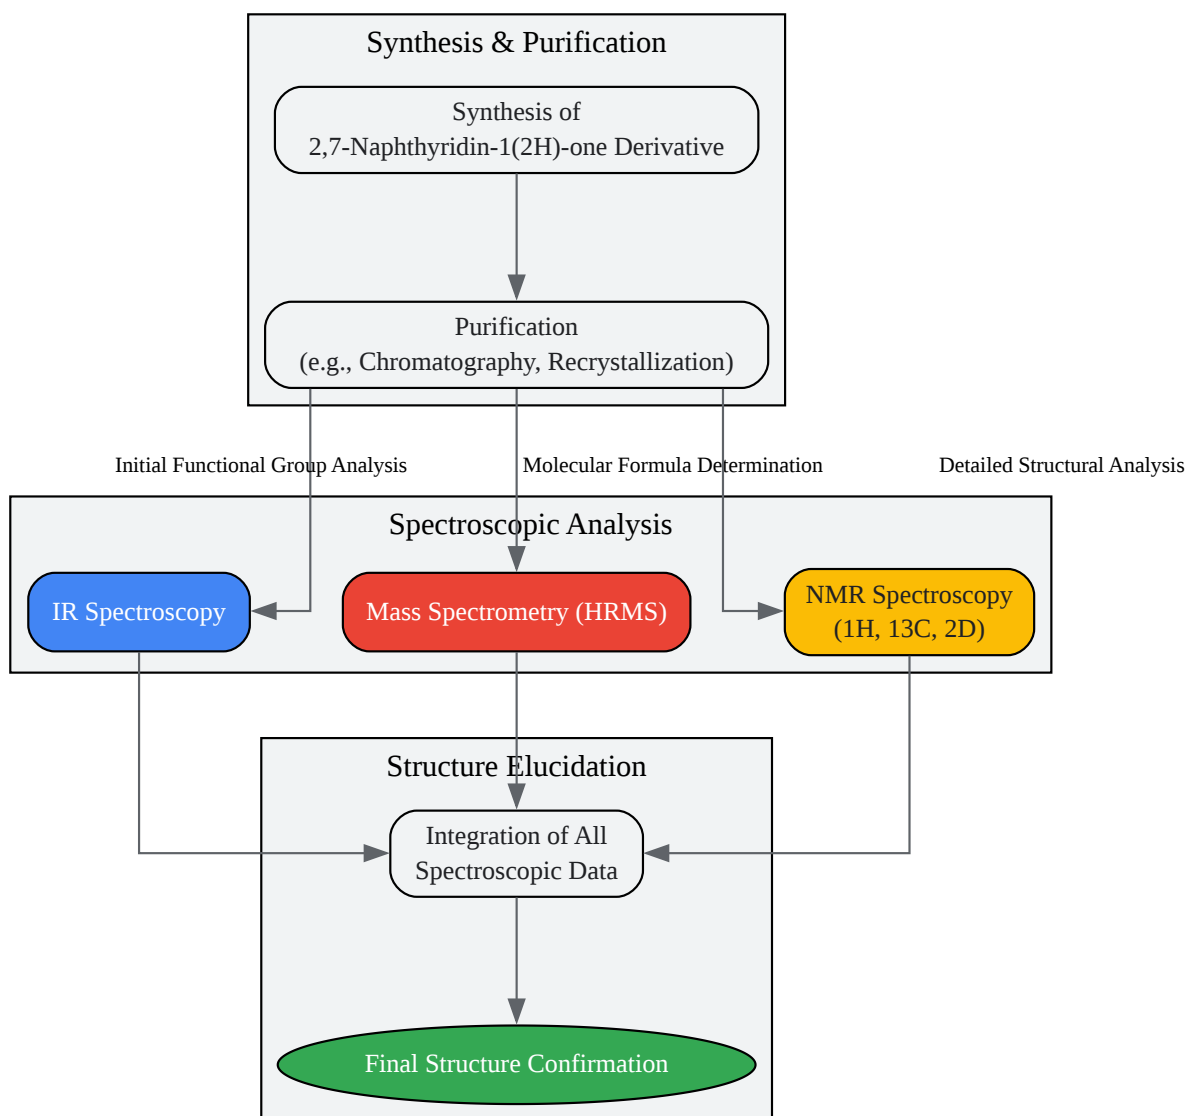 Synthesis & Purification
Synthesis of
2,7-Naphthyridin-1(2H)-one Derivative
Purification
(e.g., Chromatography, Recrystallization)
Initial Functional Group Analysis
Molecular Formula Determination
Detailed Structural Analysis
Spectroscopic Analysis
IR Spectroscopy
Mass Spectrometry (HRMS)
NMR Spectroscopy
(1H, 13C, 2D)
Structure Elucidation
Integration of All
Spectroscopic Data
Final Structure Confirmation